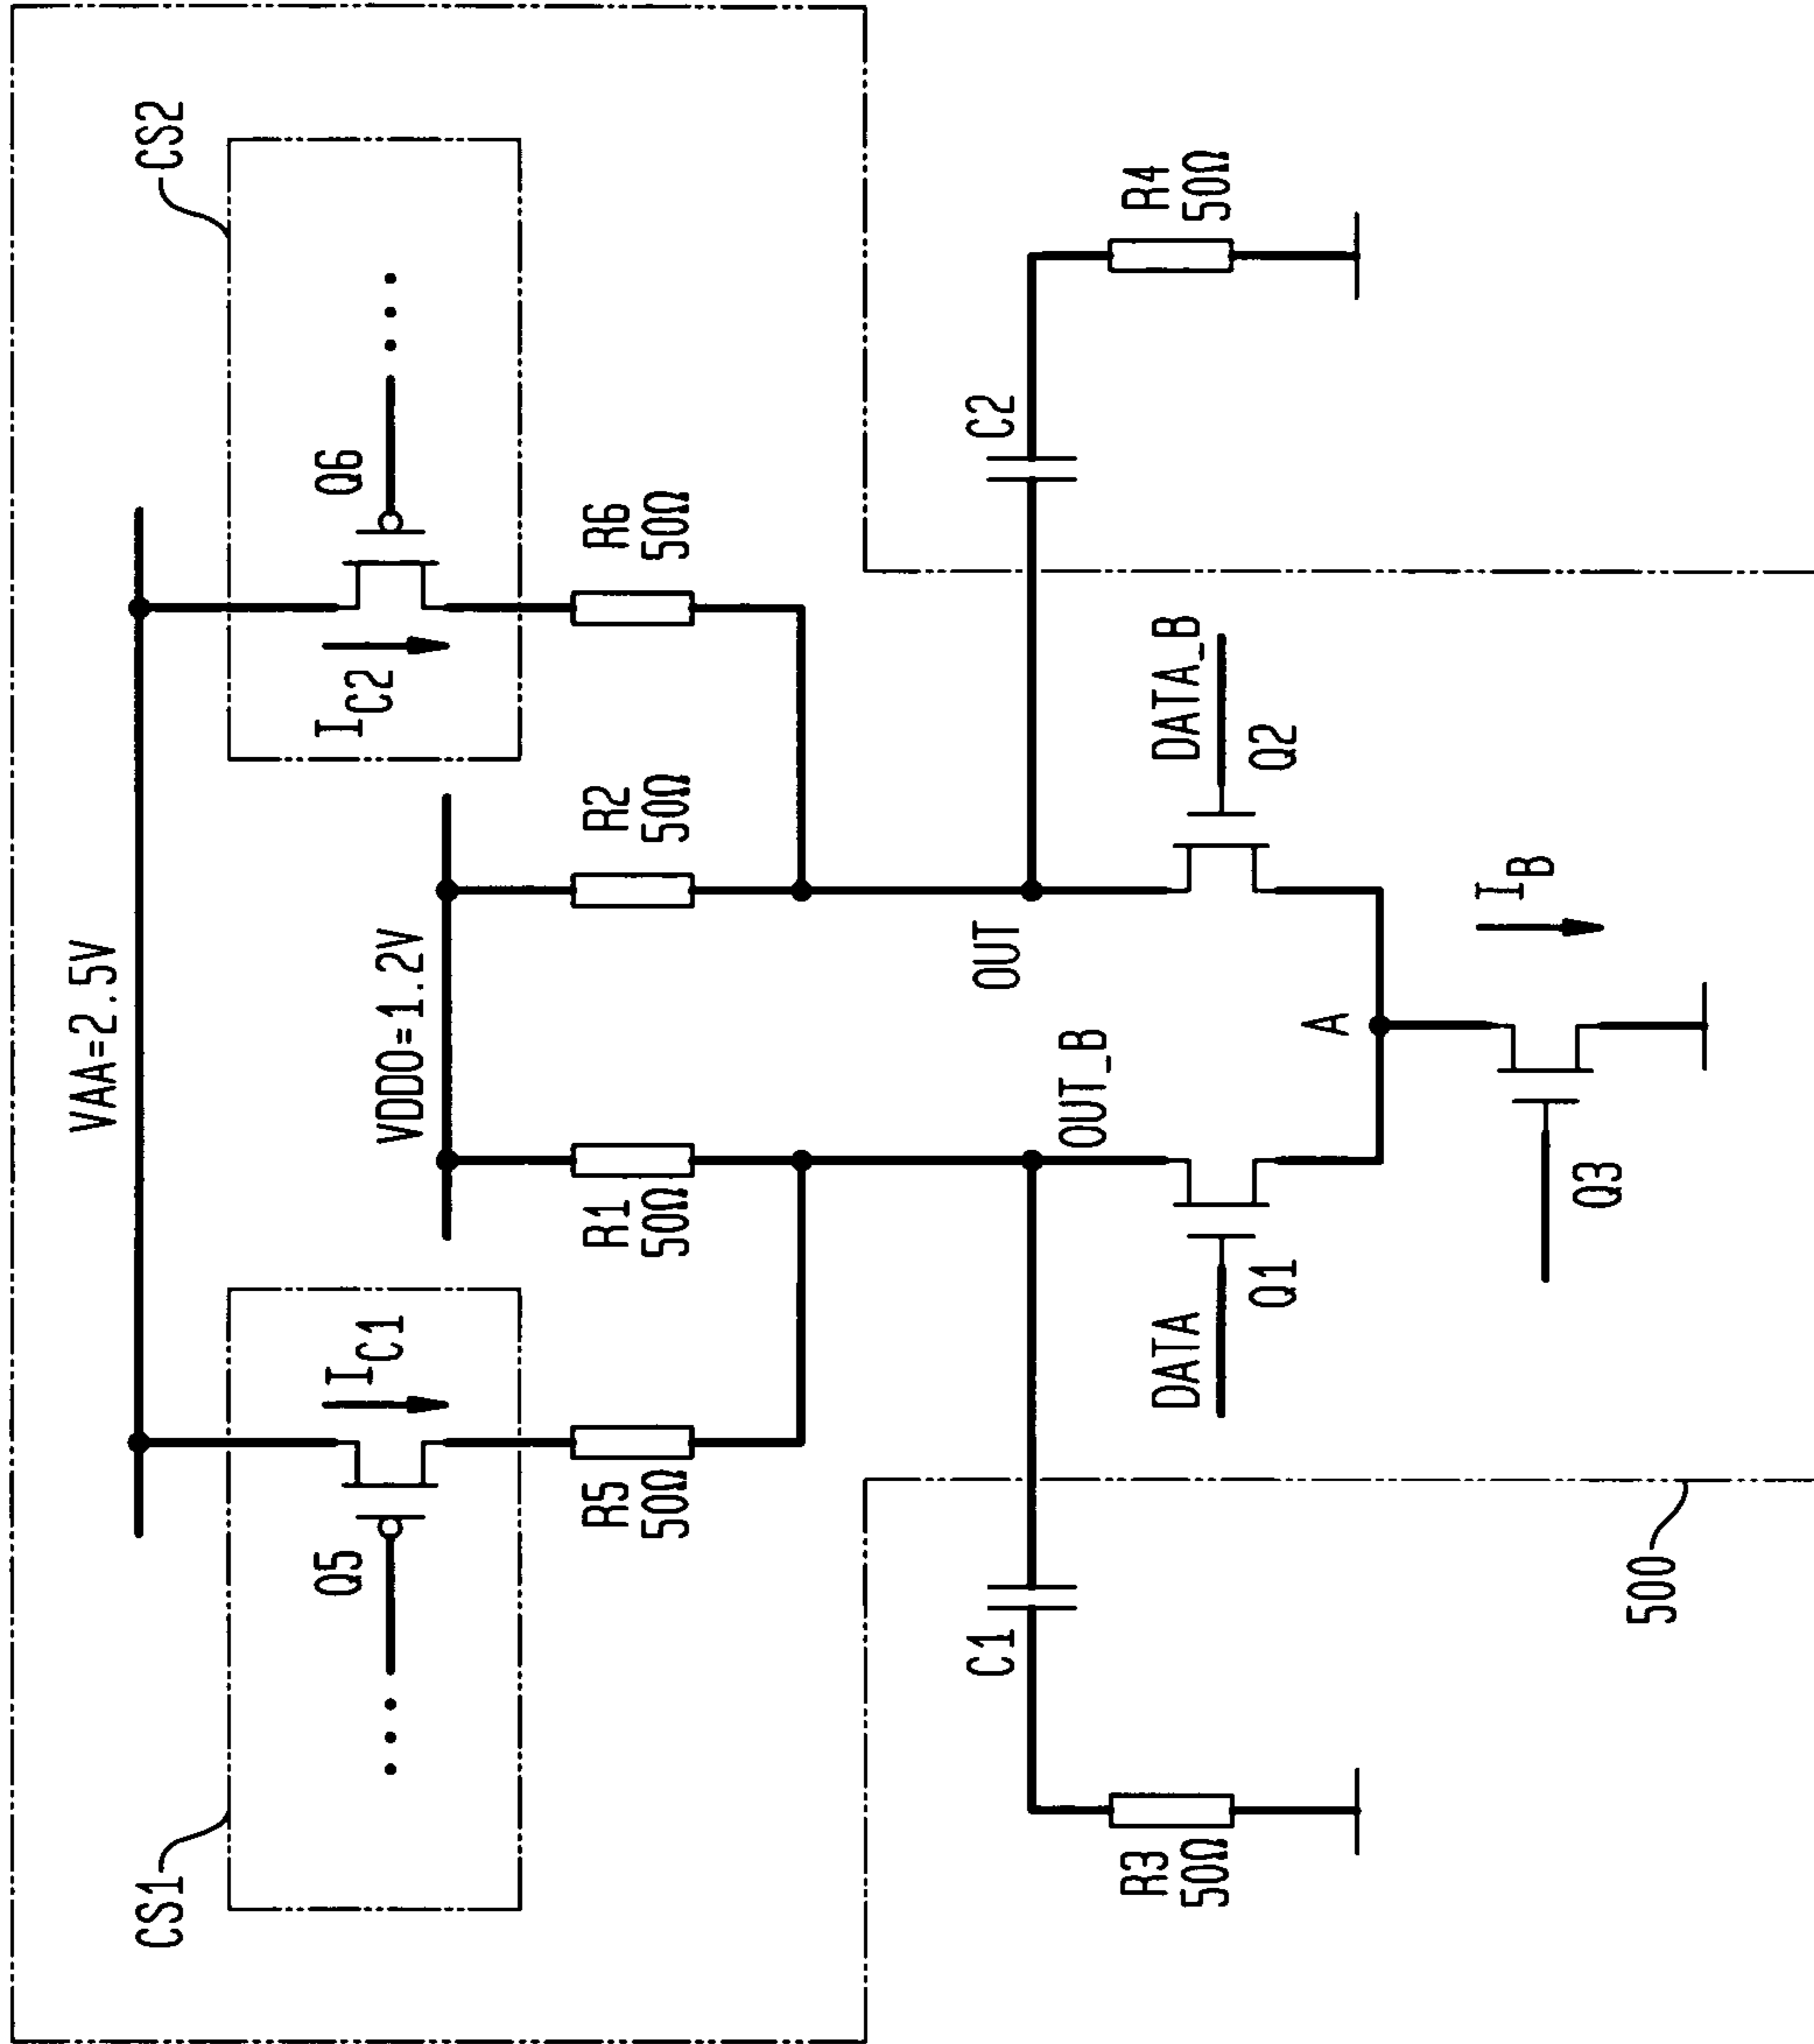 VAA=2.5V
CS1
CS2
Q5
I_C1
I_C2
Q6
VDDO=1.2V
R5
50Ω
R1
50Ω
R2
50Ω
R6
50Ω
C1
OUT_B
OUT
C2
R3
50Ω
DATA
Q1
A
DATA_B
Q2
R4
50Ω
I_B
Q3
500